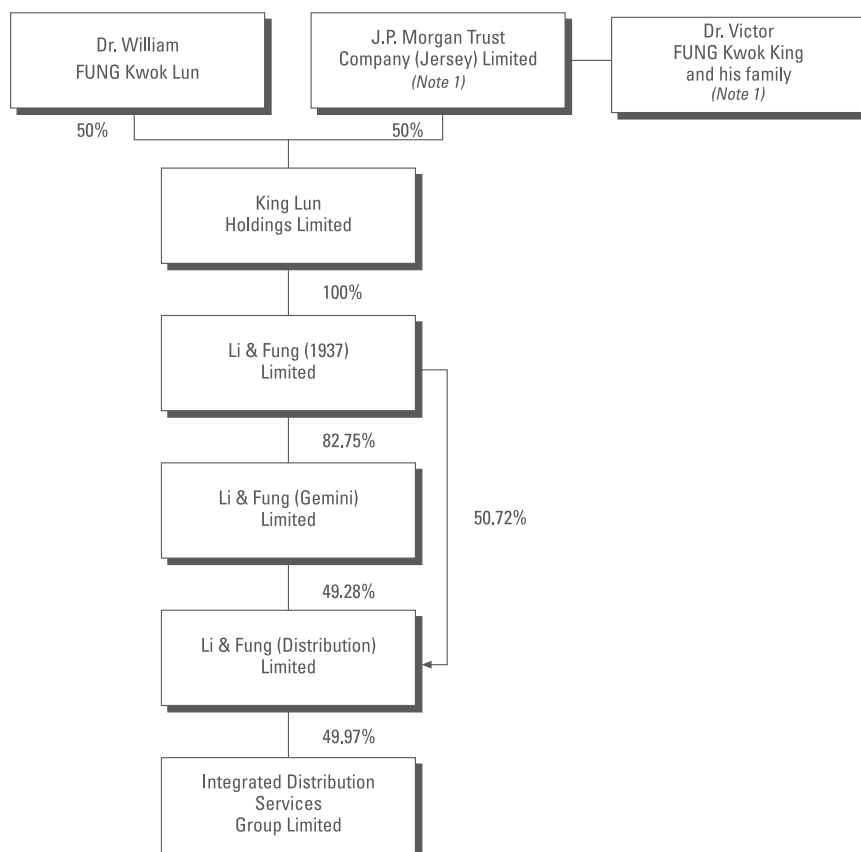 Dr. William
FUNG Kwok Lun
J.P. Morgan Trust
Company (Jersey) Limited
(Note 1)
Dr. Victor
FUNG Kwok King
and his family
(Note 1)
50%
50%
King Lun
Holdings Limited
100%
Li & Fung (1937)
Limited
82.75%
Li & Fung (Gemini)
Limited
50.72%
49.28%
Li & Fung (Distribution)
Limited
49.97%
Integrated Distribution
Services
Group Limited